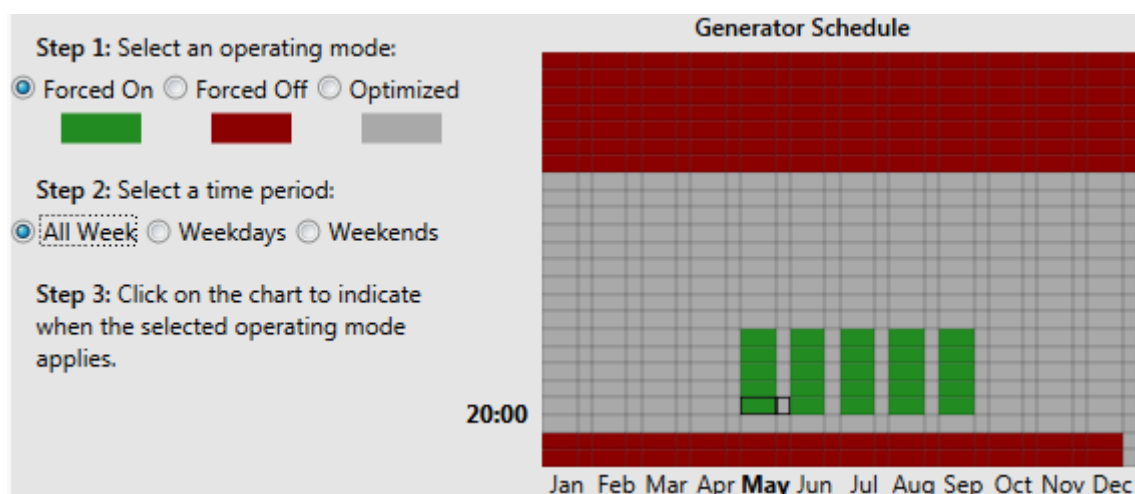 Generator Schedule
Step 1: Select an operating mode:
Forced On Forced Off Optimized
Step 2: Select a time period:
All Week Weekdays Weekends
Step 3: Click on the chart to indicate
when the selected operating mode
applies.
20:00
Jan Feb Mar Apr May Jun Jul Aug Sep Oct Nov Dec